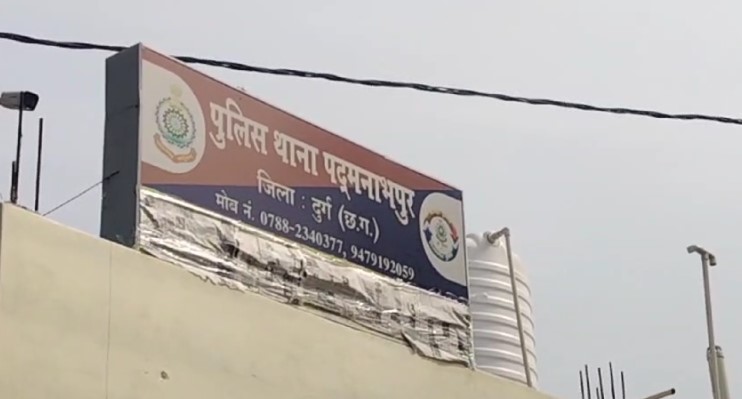 पुलिस थाना पद्मनाभपुर
जिला : दुर्ग (छ.ग.)
मोब नं. 0788-2340377, 9479192059